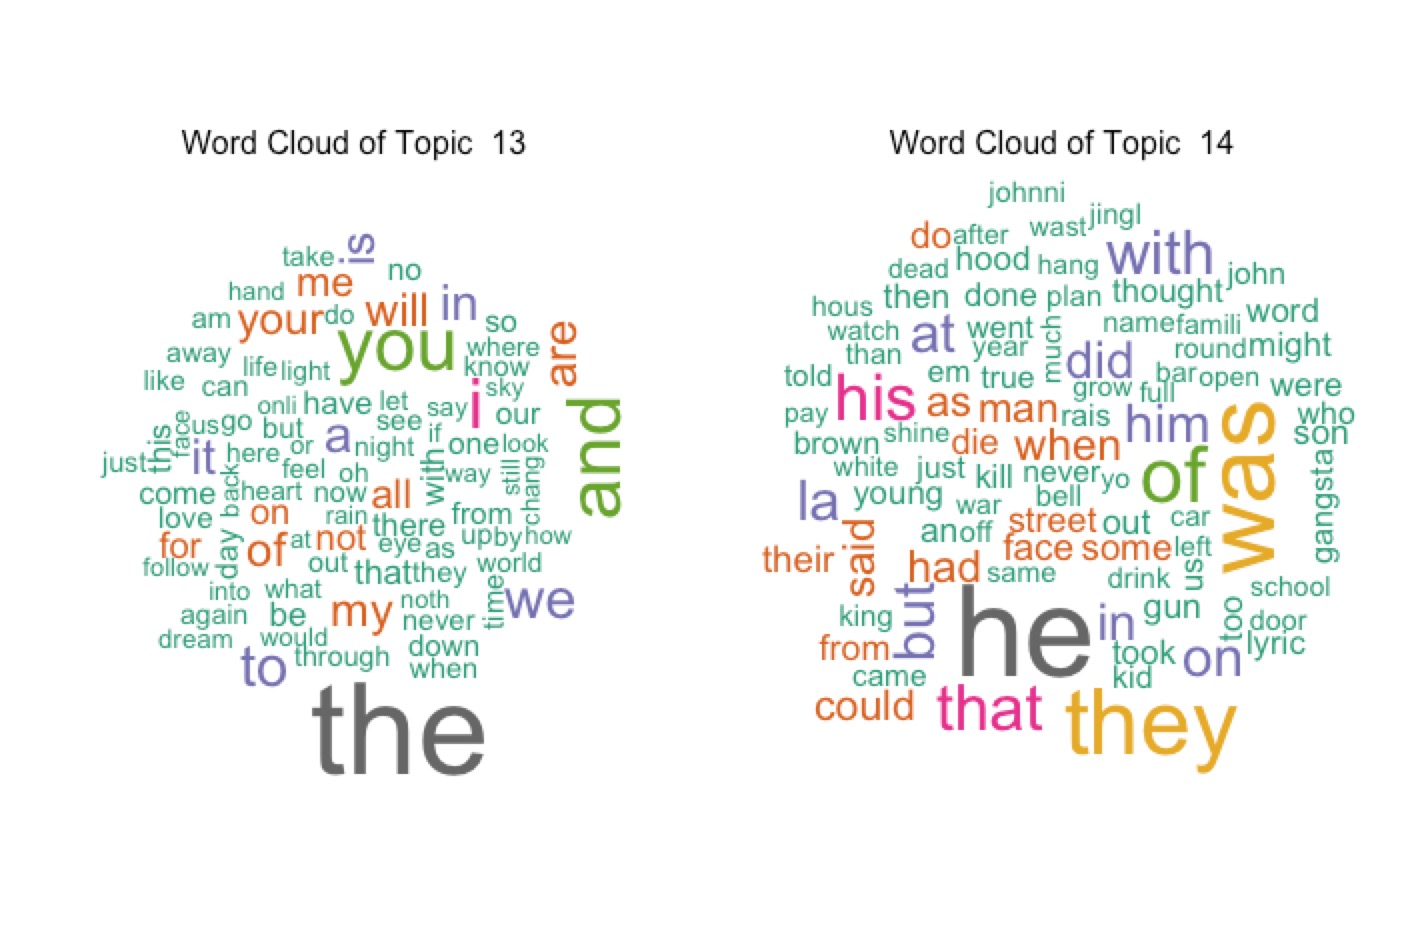 Word Cloud of Topic 13
take is
no
hand me
will in
am your do so
you are
away where
life light know
like can sky
i
onli have let say our
us go but see
face this a if and
it here or night one look
just feel oh with way still
come back heart now all chang
love on rain there from
for day of at not eye as up by how
follow out that they world
into what time we
again be my noth never
dream would down
to through when
the
Word Cloud of Topic 14
johnni
jingl
do after wast
hood with
dead hang john
then done plan thought
hous word
watch at went much name famili
than year did round might
told em true bar open
his as man grow full were
pay rais him who
brown shine die when son
white just kill never yo of was
la young bell
war gangsta
an off street out car
their said face some left
had same drink us school
king but he in gun too door
from took on lyric
came kid
could that they